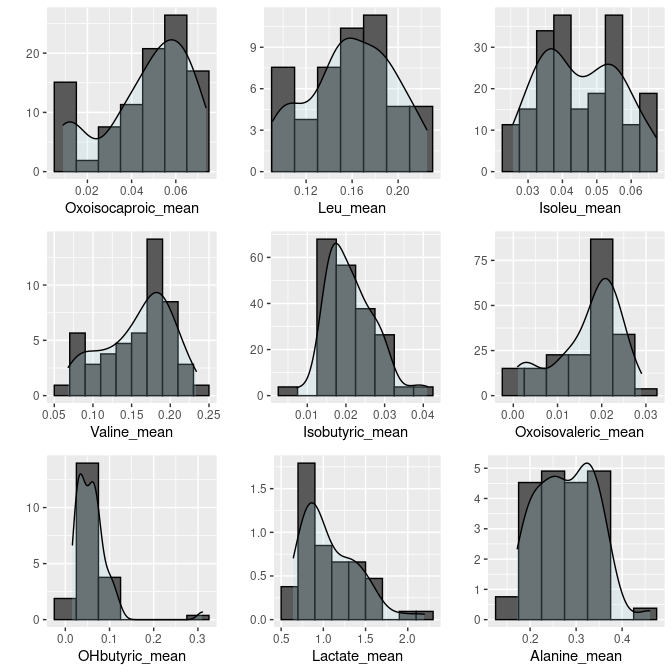 20
10
0
0.02 0.04 0.06
Oxoisocaproic_mean
9
6
3
0
0.12 0.16 0.20
Leu_mean
30
20
10
0
0.03 0.04 0.05 0.06
Isoleu_mean
10
5
0
0.05 0.10 0.15 0.20 0.25
Valine_mean
60
40
20
0
0.01 0.02 0.03 0.04
Isobutyric_mean
75
50
25
0
0.00 0.01 0.02 0.03
Oxoisovaleric_mean
10
5
0
0.0 0.1 0.2 0.3
OHbutyric_mean
1.5
1.0
0.5
0.0
0.5 1.0 1.5 2.0
Lactate_mean
5
4
3
2
1
0
0.2 0.3 0.4
Alanine_mean